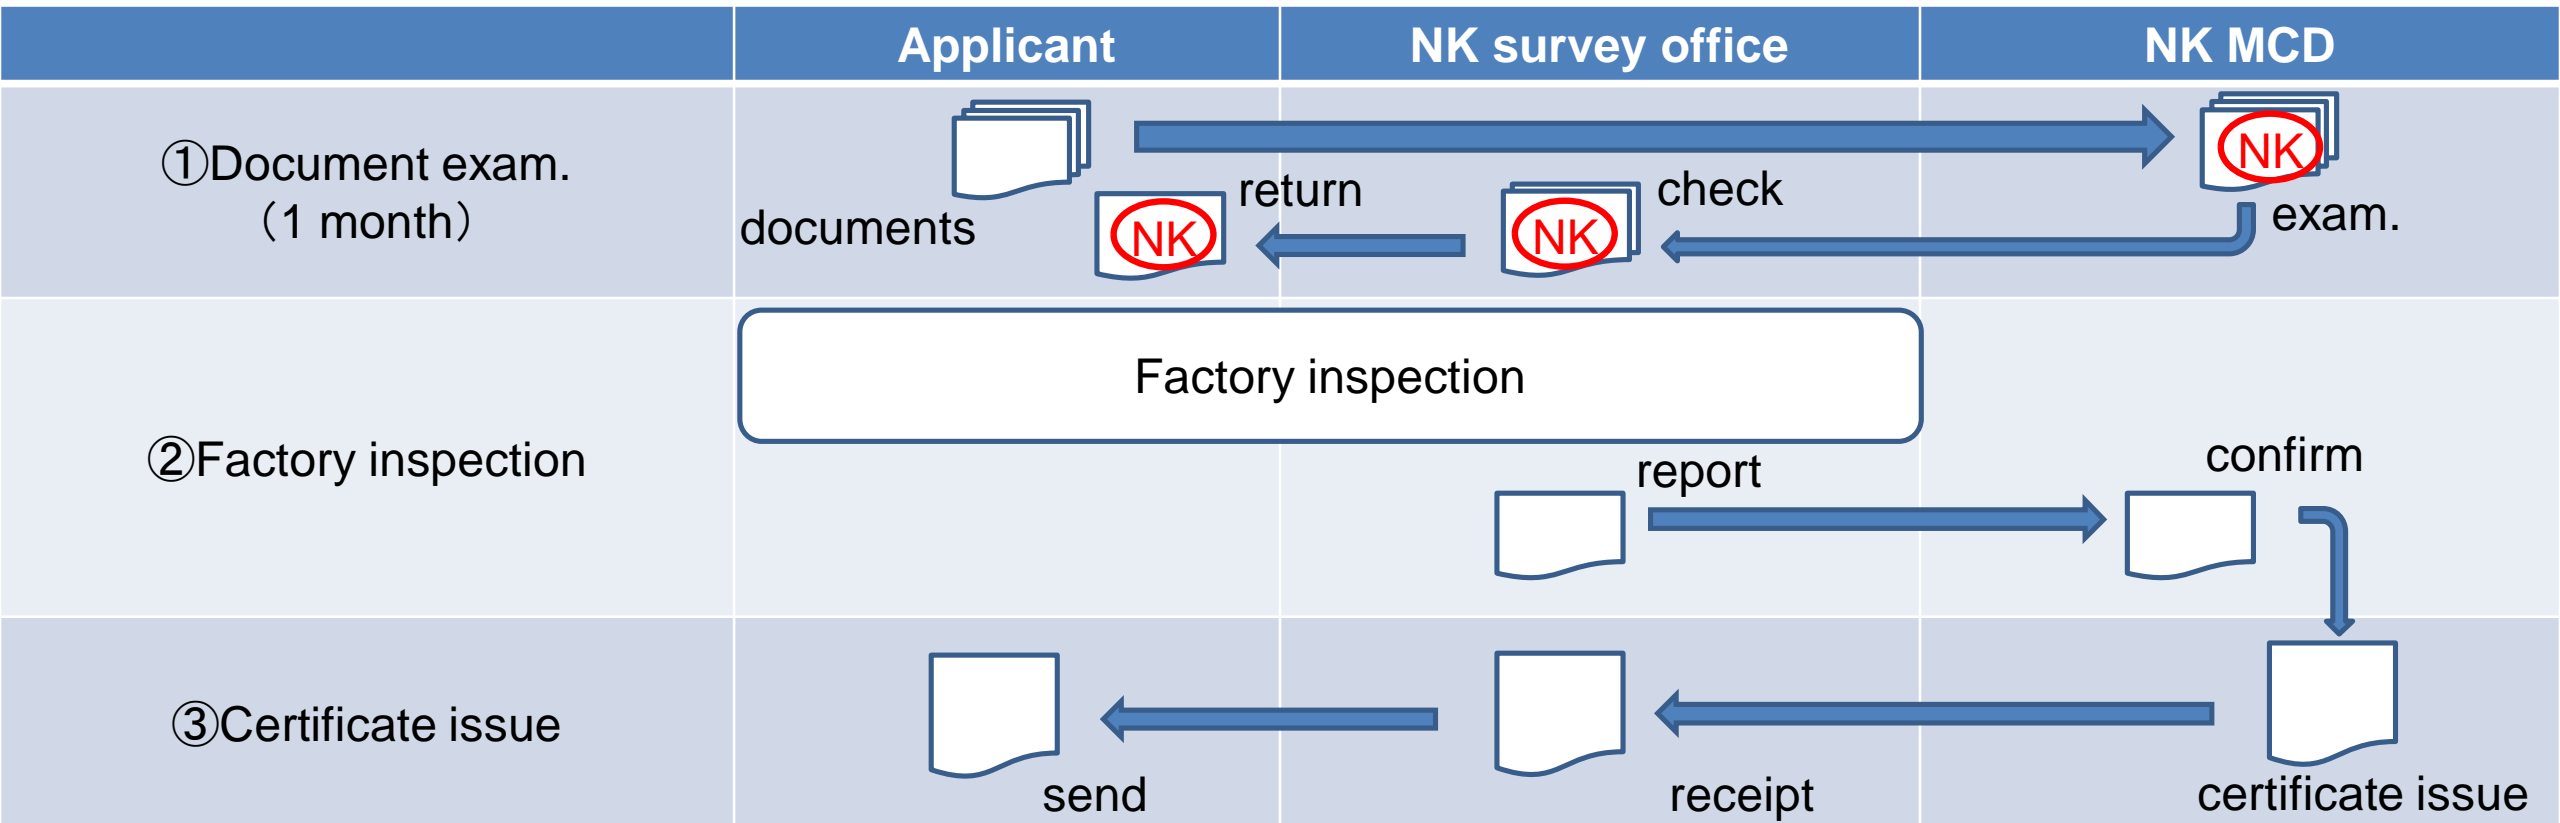 Applicant
NK survey office
NK MCD
①Document exam.
（1 month）
documents
NK
return
NK
check
NK
exam.
②Factory inspection
Factory inspection
report
confirm
③Certificate issue
send
receipt
certificate issue